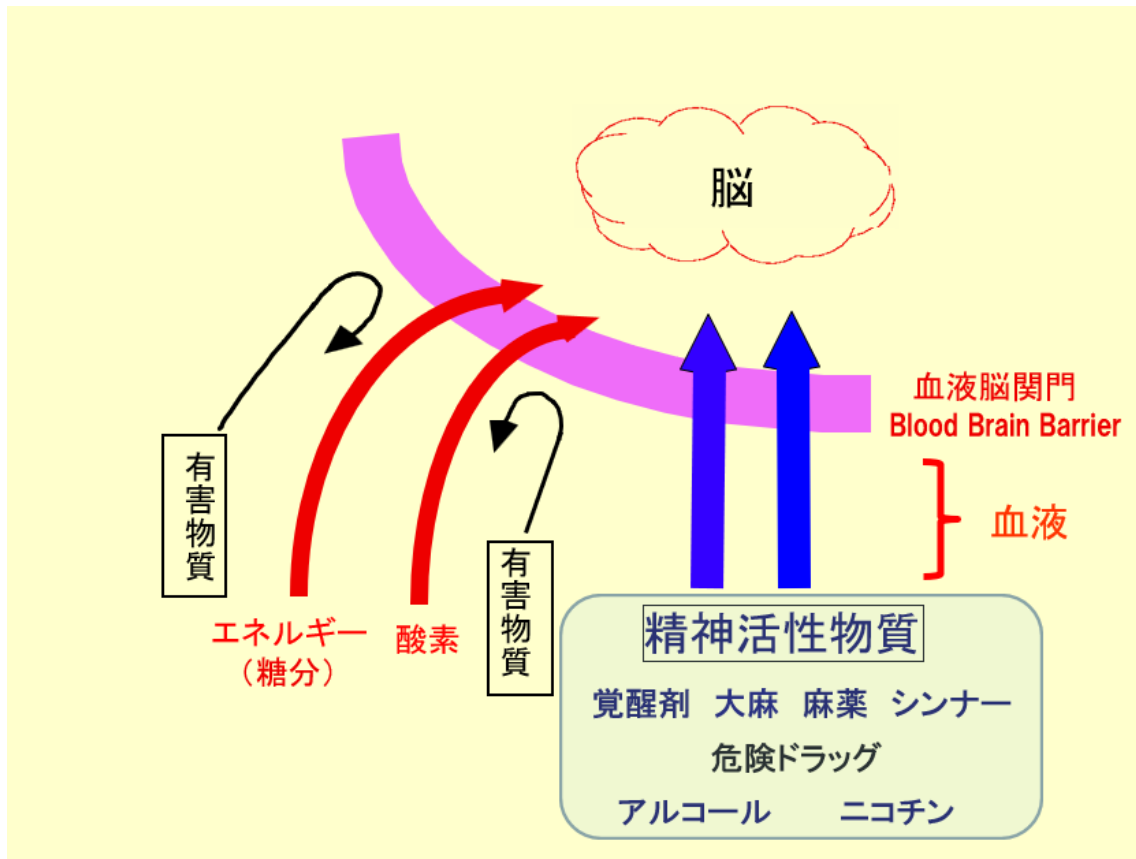 脳
血液脳関門
Blood Brain Barrier
血液
有害物質
エネルギー
（糖分）
酸素
有害物質
精神活性物質
覚醒剤 大麻 麻薬 シンナー
危険ドラッグ
アルコール ニコチン